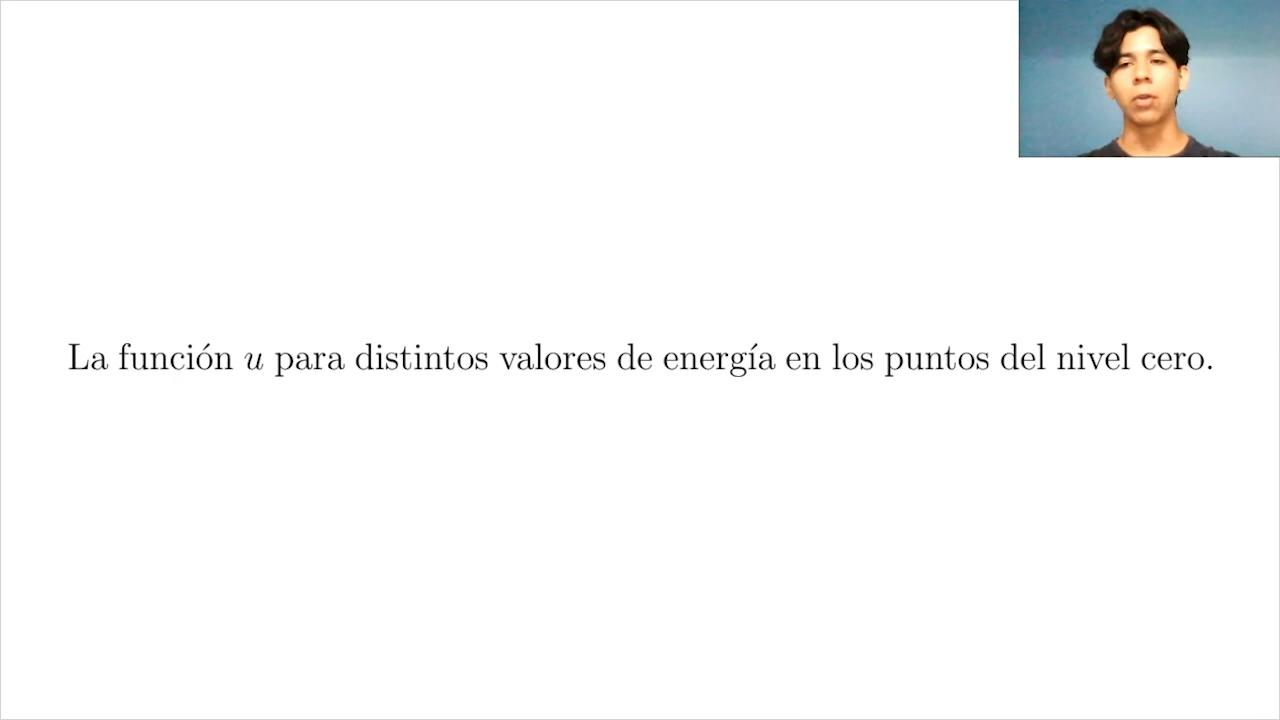 La función u para distintos valores de energía en los puntos del nivel cero.